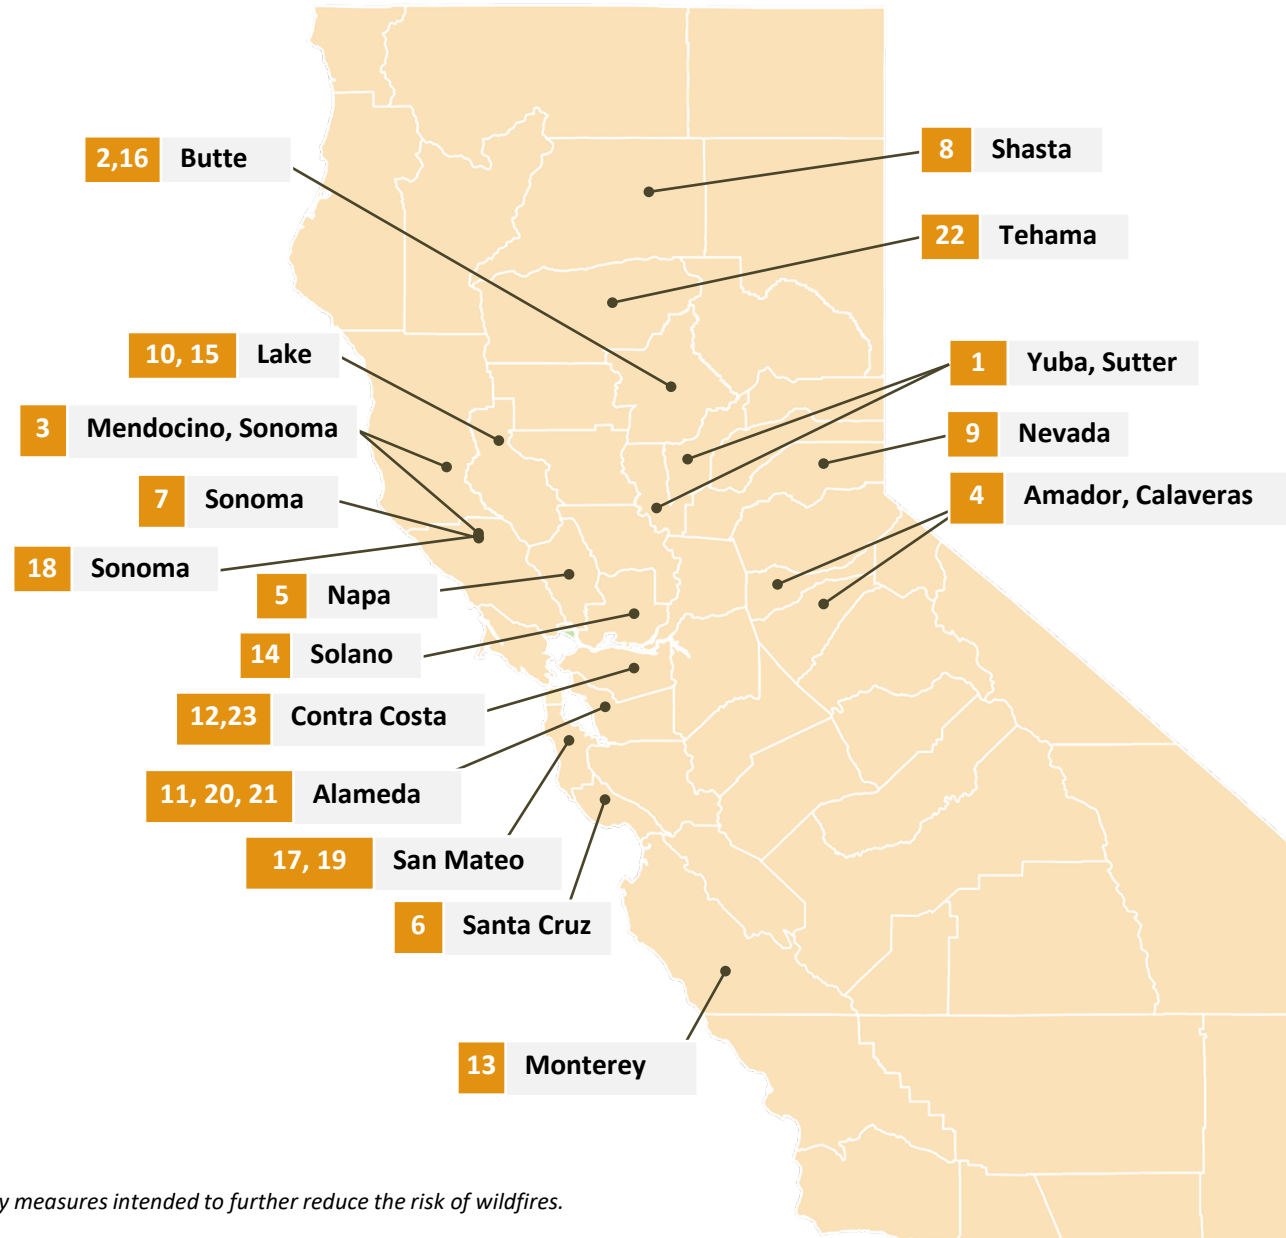 2,16 Butte
8 Shasta
22 Tehama
10, 15 Lake
1 Yuba, Sutter
3 Mendocino, Sonoma
9 Nevada
7 Sonoma
4 Amador, Calaveras
18 Sonoma
5 Napa
14 Solano
12,23 Contra Costa
11, 20, 21 Alameda
17, 19 San Mateo
6 Santa Cruz
13 Monterey
y measures intended to further reduce the risk of wildfires.